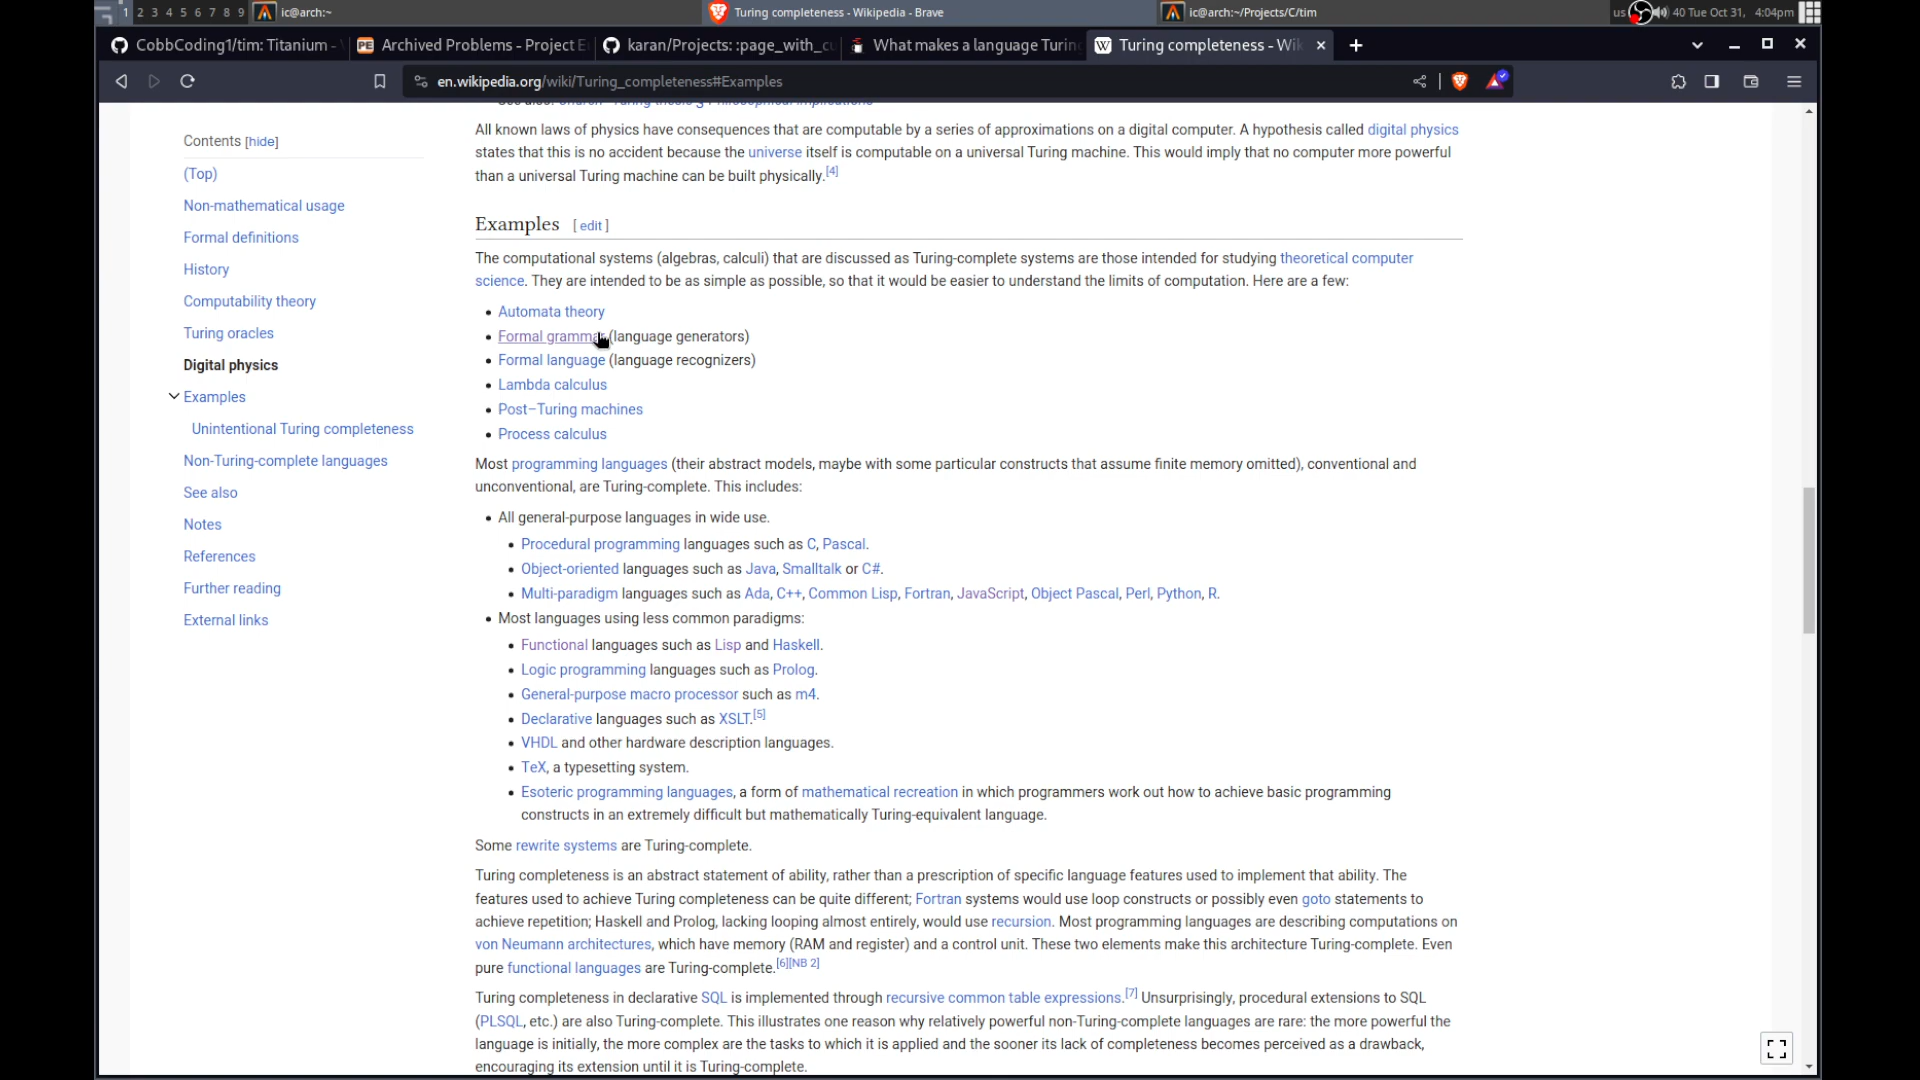 1 2 3 4 5 6 7 8 9 ic@arch:~ Turing completeness - Wikipedia - Brave ic@arch:~/Projects/C/tim us 40 Tue Oct 31, 4:04pm
CobbCoding1/tim: Titanium - Archived Problems - Project karan/Projects: :page_with_ What makes a language Turin Turing completeness - Wik
en.wikipedia.org/wiki/Turing_completeness#Examples
Contents [hide]
(Top)
Non-mathematical usage
Formal definitions
History
Computability theory
Turing oracles
Digital physics
Examples
Unintentional Turing completeness
Non-Turing-complete languages
See also
Notes
References
Further reading
External links
All known laws of physics have consequences that are computable by a series of approximations on a digital computer. A hypothesis called digital physics
states that this is no accident because the universe itself is computable on a universal Turing machine. This would imply that no computer more powerful
than a universal Turing machine can be built physically.[4]
Examples [ edit ]
The computational systems (algebras, calculi) that are discussed as Turing-complete systems are those intended for studying theoretical computer
science. They are intended to be as simple as possible, so that it would be easier to understand the limits of computation. Here are a few:
• Automata theory
• Formal grammar (language generators)
• Formal language (language recognizers)
• Lambda calculus
• Post–Turing machines
• Process calculus
Most programming languages (their abstract models, maybe with some particular constructs that assume finite memory omitted), conventional and
unconventional, are Turing-complete. This includes:
• All general-purpose languages in wide use.
• Procedural programming languages such as C, Pascal.
• Object-oriented languages such as Java, Smalltalk or C#.
• Multi-paradigm languages such as Ada, C++, Common Lisp, Fortran, JavaScript, Object Pascal, Perl, Python, R.
• Most languages using less common paradigms:
• Functional languages such as Lisp and Haskell.
• Logic programming languages such as Prolog.
• General-purpose macro processor such as m4.
• Declarative languages such as XSLT.[5]
• VHDL and other hardware description languages.
• TeX, a typesetting system.
• Esoteric programming languages, a form of mathematical recreation in which programmers work out how to achieve basic programming
constructs in an extremely difficult but mathematically Turing-equivalent language.
Some rewrite systems are Turing-complete.
Turing completeness is an abstract statement of ability, rather than a prescription of specific language features used to implement that ability. The
features used to achieve Turing completeness can be quite different; Fortran systems would use loop constructs or possibly even goto statements to
achieve repetition; Haskell and Prolog, lacking looping almost entirely, would use recursion. Most programming languages are describing computations on
von Neumann architectures, which have memory (RAM and register) and a control unit. These two elements make this architecture Turing-complete. Even
pure functional languages are Turing-complete.[6][NB 2]
Turing completeness in declarative SQL is implemented through recursive common table expressions.[7] Unsurprisingly, procedural extensions to SQL
(PLSQL, etc.) are also Turing-complete. This illustrates one reason why relatively powerful non-Turing-complete languages are rare: the more powerful the
language is initially, the more complex are the tasks to which it is applied and the sooner its lack of completeness becomes perceived as a drawback,
encouraging its extension until it is Turing-complete.